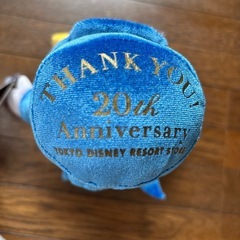 THANK YOU!
20th
Anniversary
TOKYO DISNEY RESORT STORE